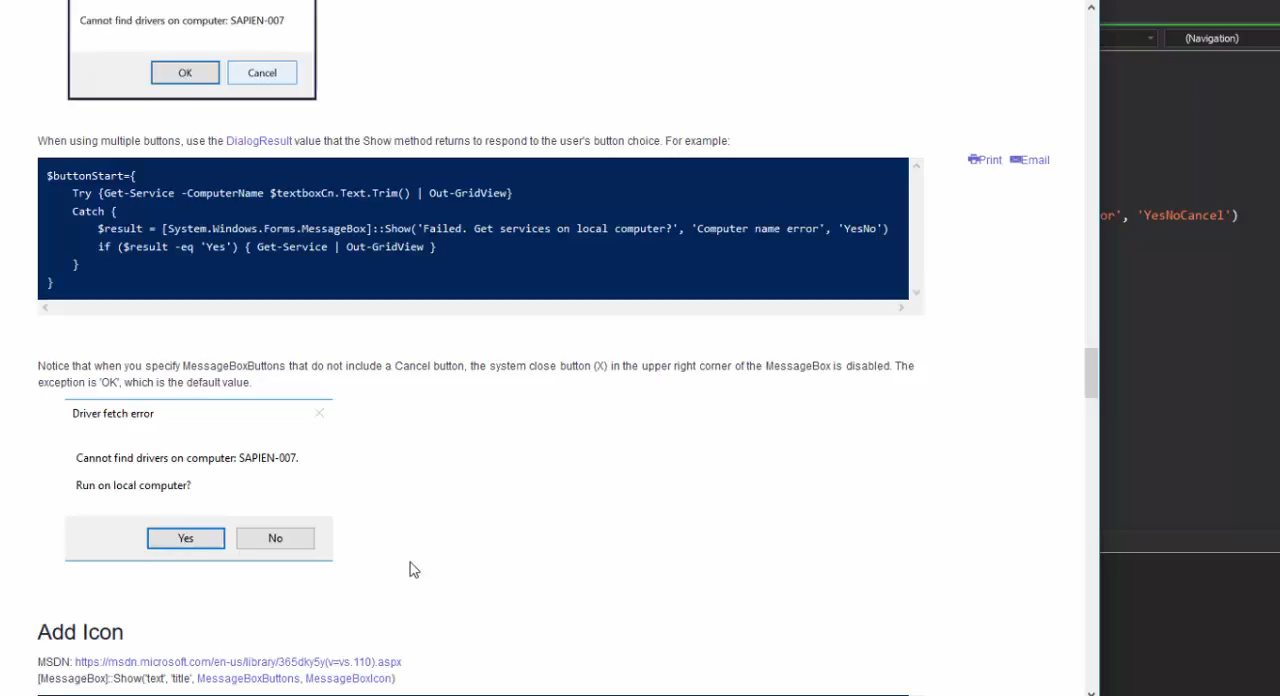 Cannot find drivers on computer: SAPIEN-007
OK
Cancel
(Navigation)
When using multiple buttons, use the DialogResult value that the Show method returns to respond to the user's button choice. For example:
Print
Email
$buttonStart={
Try {Get-Service -ComputerName $textboxCn.Text.Trim() | Out-GridView}
Catch {
$result = [System.Windows.Forms.MessageBox]::Show('Failed. Get services on local computer?', 'Computer name error', 'YesNo')
if ($result -eq 'Yes') { Get-Service | Out-GridView }
}
}
or', 'YesNoCancel')
Notice that when you specify MessageBoxButtons that do not include a Cancel button, the system close button (X) in the upper right corner of the MessageBox is disabled. The
exception is 'OK', which is the default value.
Driver fetch error
Cannot find drivers on computer: SAPIEN-007.
Run on local computer?
Yes
No
Add Icon
MSDN: https://msdn.microsoft.com/en-us/library/365dky5y(v=vs.110).aspx
[MessageBox]::Show('text', 'title', MessageBoxButtons, MessageBoxIcon)